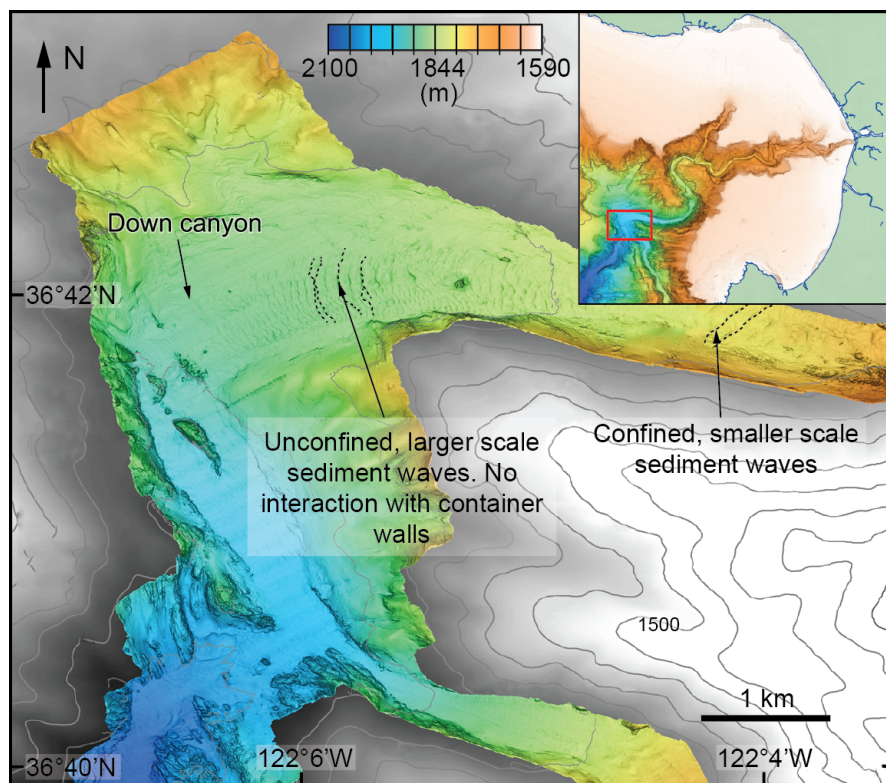 N
2100 1844 1590
(m)
Down canyon
36°42’N
Unconfined, larger scale
sediment waves. No
interaction with container
walls
Confined, smaller scale
sediment waves
1500
1 km
36°40’N
122°6’W
122°4’W